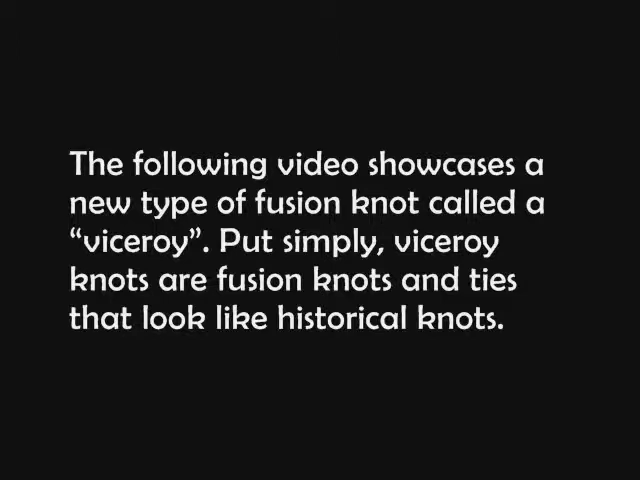 The following video showcases a
new type of fusion knot called a
“viceroy”. Put simply, viceroy
knots are fusion knots and ties
that look like historical knots.